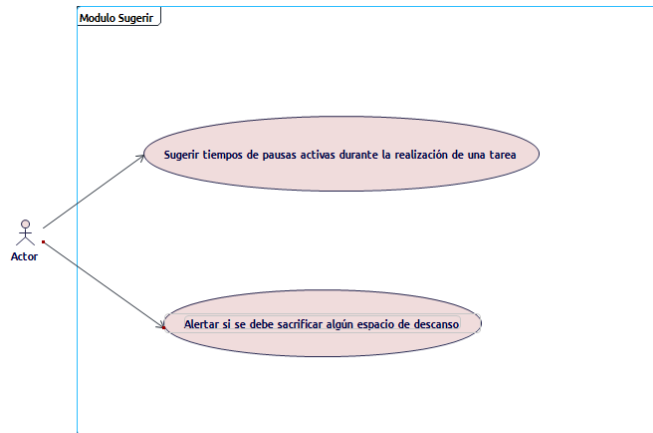 Modulo Sugerir
Sugerir tiempos de pausas activas durante la realización de una tarea
Actor
Alertar si se debe sacrificar algún espacio de descanso